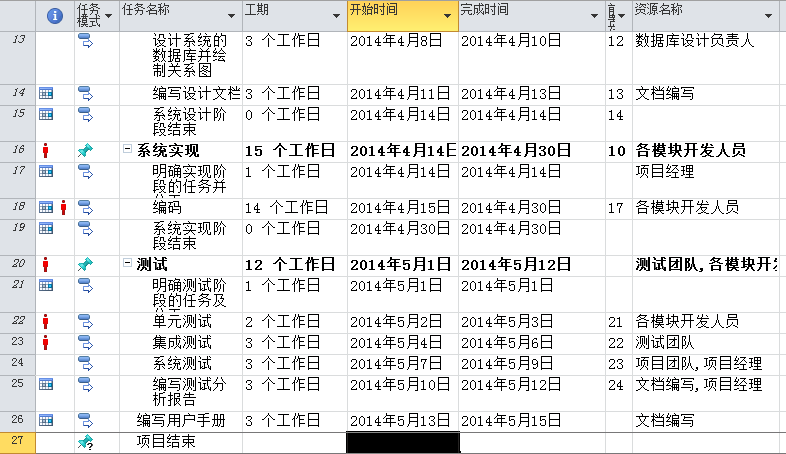 任务模式 任务名称 工期 开始时间 完成时间 资源名称
13 设计系统的数据库并绘制关系图 3 个工作日 2014年4月8日 2014年4月10日 12 数据库设计负责人
14 编写设计文档 3 个工作日 2014年4月11日 2014年4月13日 13 文档编写
15 系统设计阶段结束 0 个工作日 2014年4月14日 2014年4月14日 14
16 系统实现 15 个工作日 2014年4月14日 2014年4月30日 10 各模块开发人员
17 明确实现阶段的任务并 1 个工作日 2014年4月14日 2014年4月14日 项目经理
18 编码 14 个工作日 2014年4月15日 2014年4月30日 17 各模块开发人员
19 系统实现阶段结束 0 个工作日 2014年4月30日 2014年4月30日
20 测试 12 个工作日 2014年5月1日 2014年5月12日 测试团队,各模块开发
21 明确测试阶段的任务及 1 个工作日 2014年5月1日 2014年5月1日
22 单元测试 2 个工作日 2014年5月2日 2014年5月3日 21 各模块开发人员
23 集成测试 3 个工作日 2014年5月4日 2014年5月6日 22 测试团队
24 系统测试 3 个工作日 2014年5月7日 2014年5月9日 23 项目团队,项目经理
25 编写测试分析报告 3 个工作日 2014年5月10日 2014年5月12日 24 文档编写,项目经理
26 编写用户手册 3 个工作日 2014年5月13日 2014年5月15日 文档编写
27 项目结束